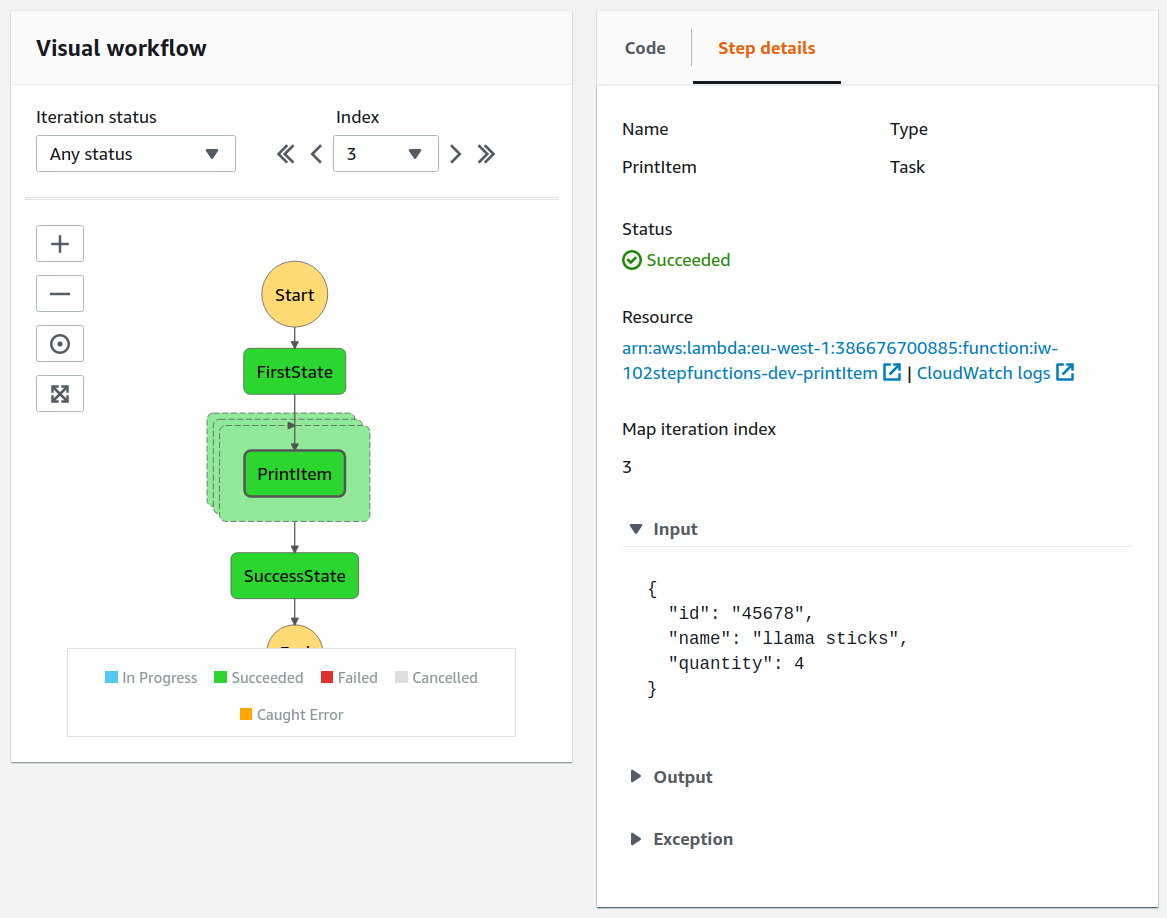 Visual workflow
Iteration status
Index
Any status
3
Start
FirstState
PrintItem
SuccessState
In Progress
Succeeded
Failed
Cancelled
Caught Error
Code
Step details
Name
Type
PrintItem
Task
Status
Succeeded
Resource
arn:aws:lambda:eu-west-1:386676700885:function:iw-
102stepfunctions-dev-printItem | CloudWatch logs
Map iteration index
3
Input
{
"id": "45678",
"name": "llama sticks",
"quantity": 4
}
Output
Exception